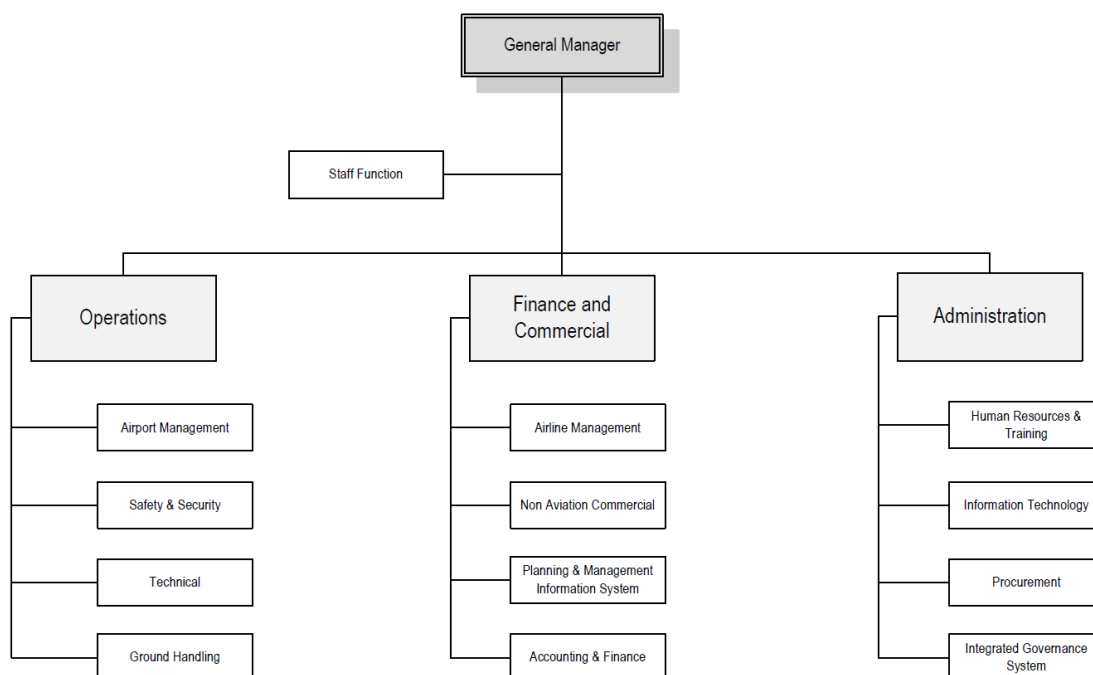 General Manager
Staff Function
Operations
Finance and
Commercial
Administration
Airport Management
Airline Management
Human Resources &
Training
Safety & Security
Non Aviation Commercial
Information Technology
Technical
Planning & Management
Information System
Procurement
Ground Handling
Accounting & Finance
Integrated Governance
System